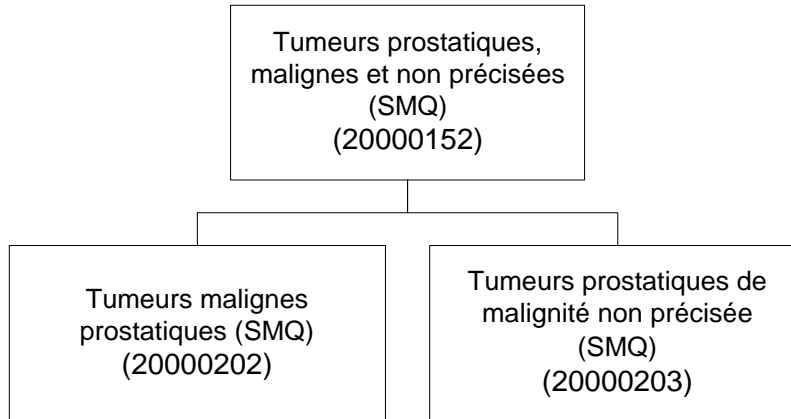 Tumeurs prostatiques,
malignes et non précisées
(SMQ)
(20000152)
Tumeurs malignes
prostatiques (SMQ)
(20000202)
Tumeurs prostatiques de
malignité non précisée
(SMQ)
(20000203)